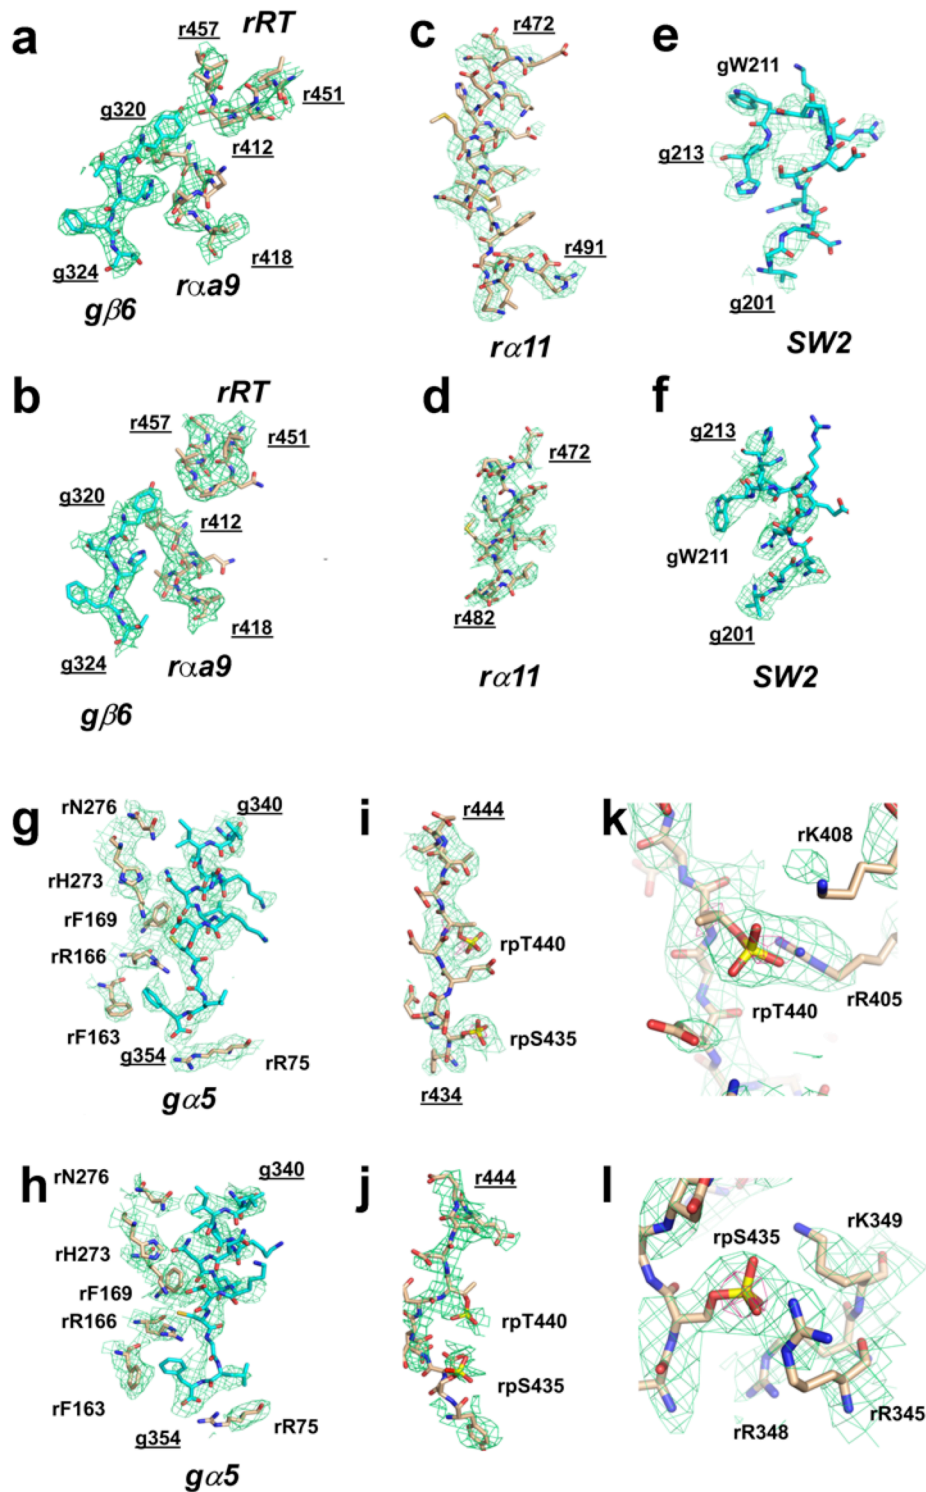 a
rRT
r457
g320
r451
r412
r418
g324
rαa9
gβ6
c
r472
r491
rα11
e
gW211
g213
g201
SW2
b
rRT
r457
r451
g320
r412
r418
g324
rαa9
gβ6
d
r472
r482
rα11
f
g213
gW211
g201
SW2
g
g340
rN276
rH273
rF169
rR166
rF163
g354
rR75
gα5
i
r444
rpT440
rpS435
r434
k
rK408
rpT440
rR405
h
g340
rN276
rH273
rF169
rR166
rF163
rR75
g354
gα5
j
r444
rpT440
rpS435
l
rpS435
rK349
rR348
rR345